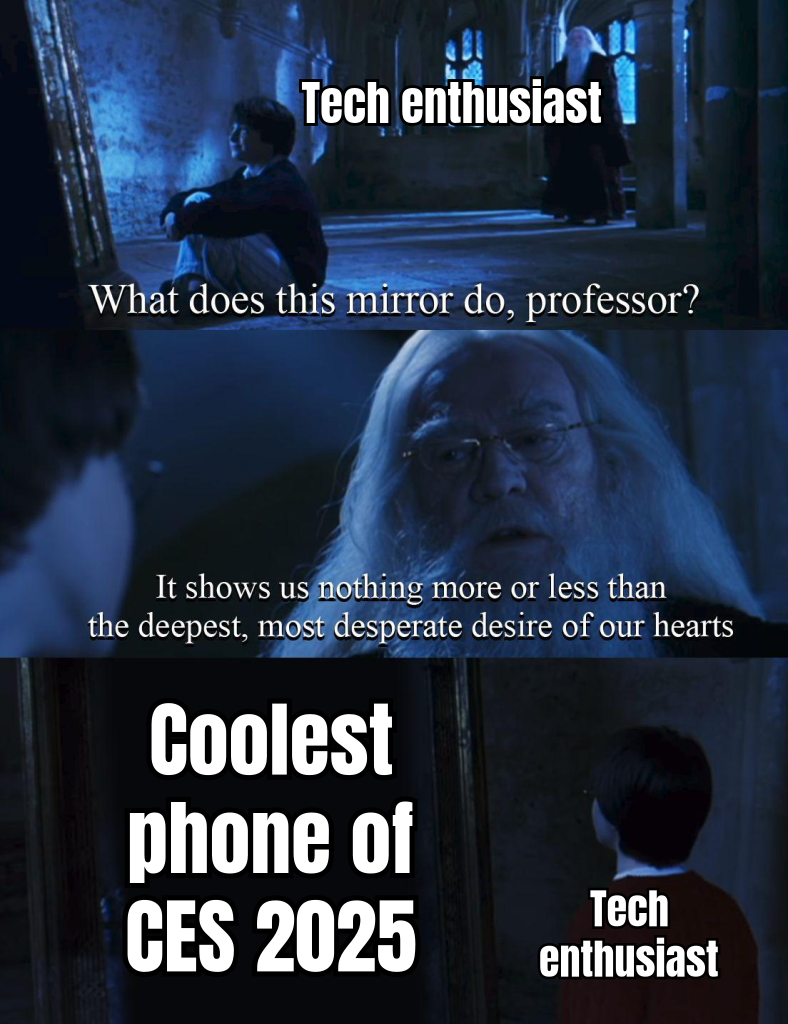 Tech enthusiast
What does this mirror do, professor?
It shows us nothing more or less than
the deepest, most desperate desire of our hearts
Coolest
phone of
CES 2025
Tech
enthusiast